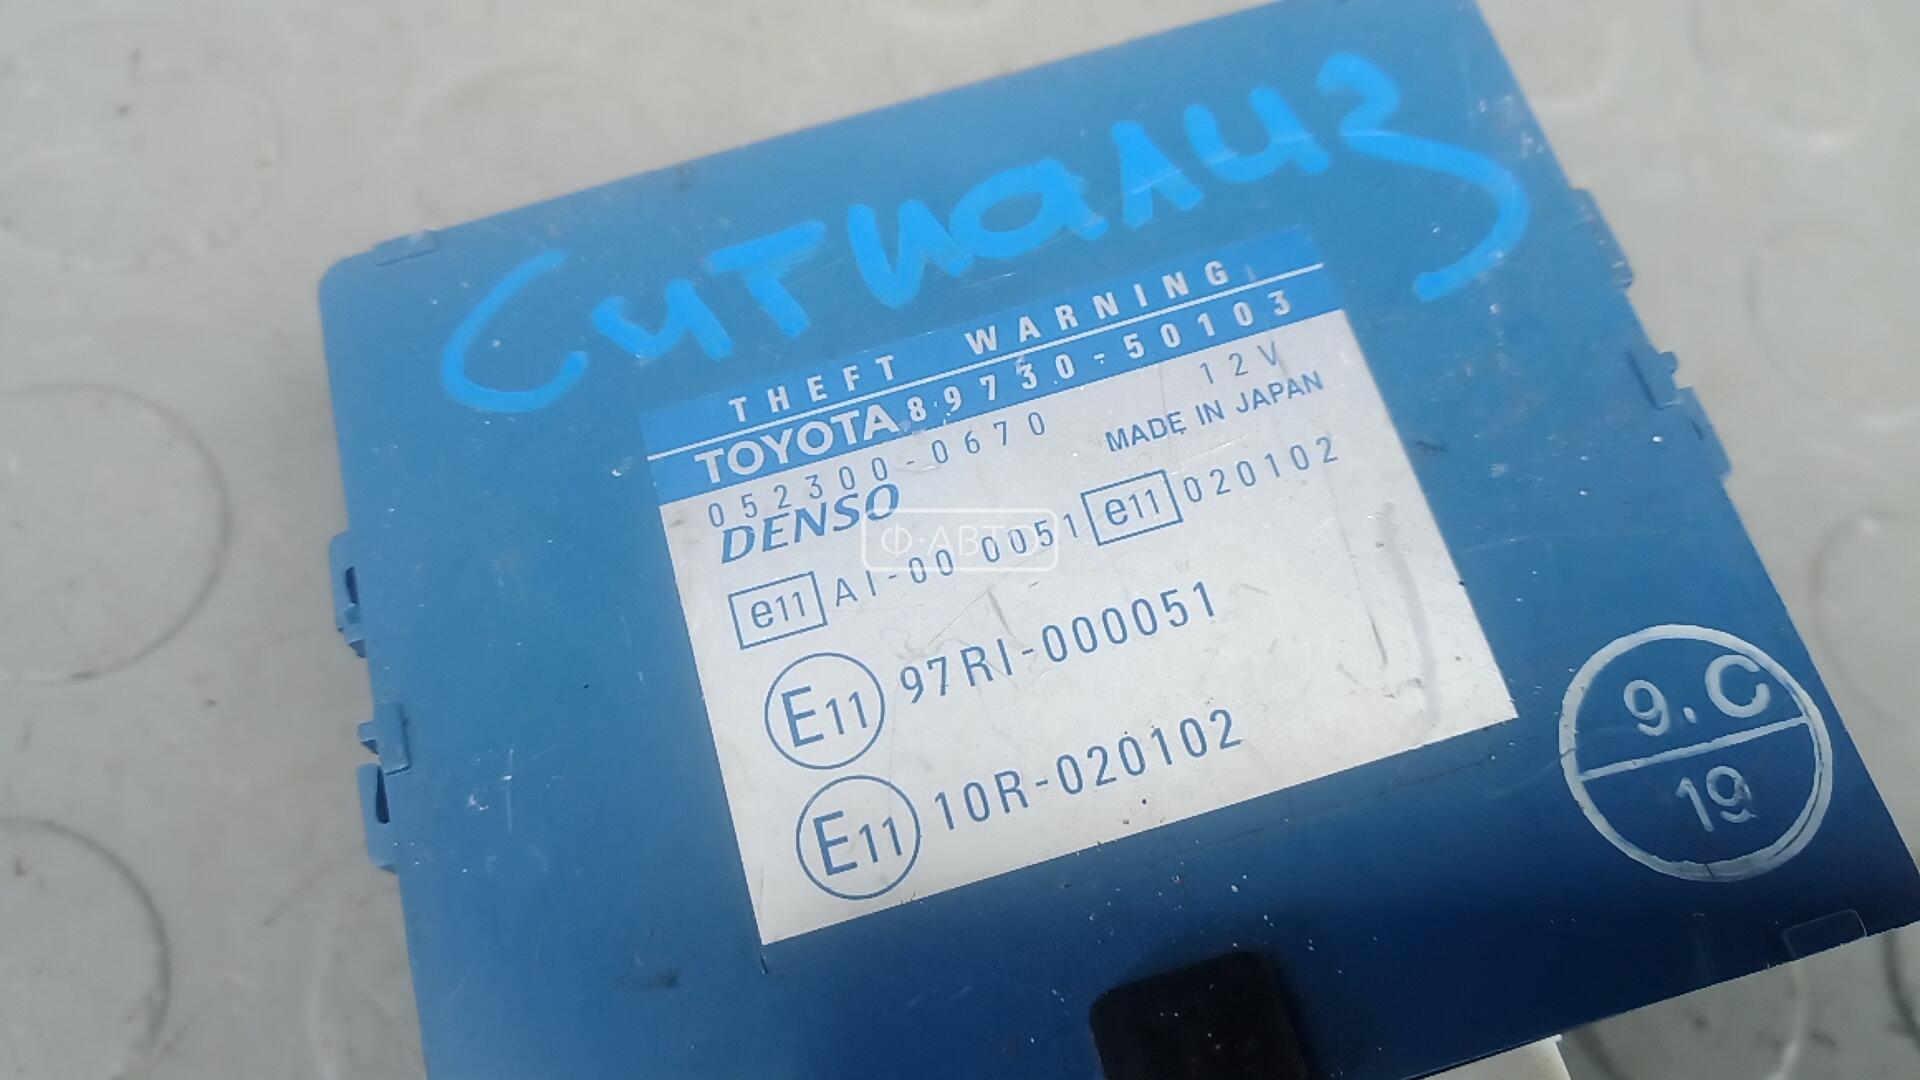 Сигнализ
THEFT WARNING
TOYOTA 89730-50103
052300-0670 12V
DENSO MADE IN JAPAN
e11 AI-00 0051 e11 020102
E11 97RI-000051
E11 10R-020102
Ф·АВТО
9.C
19